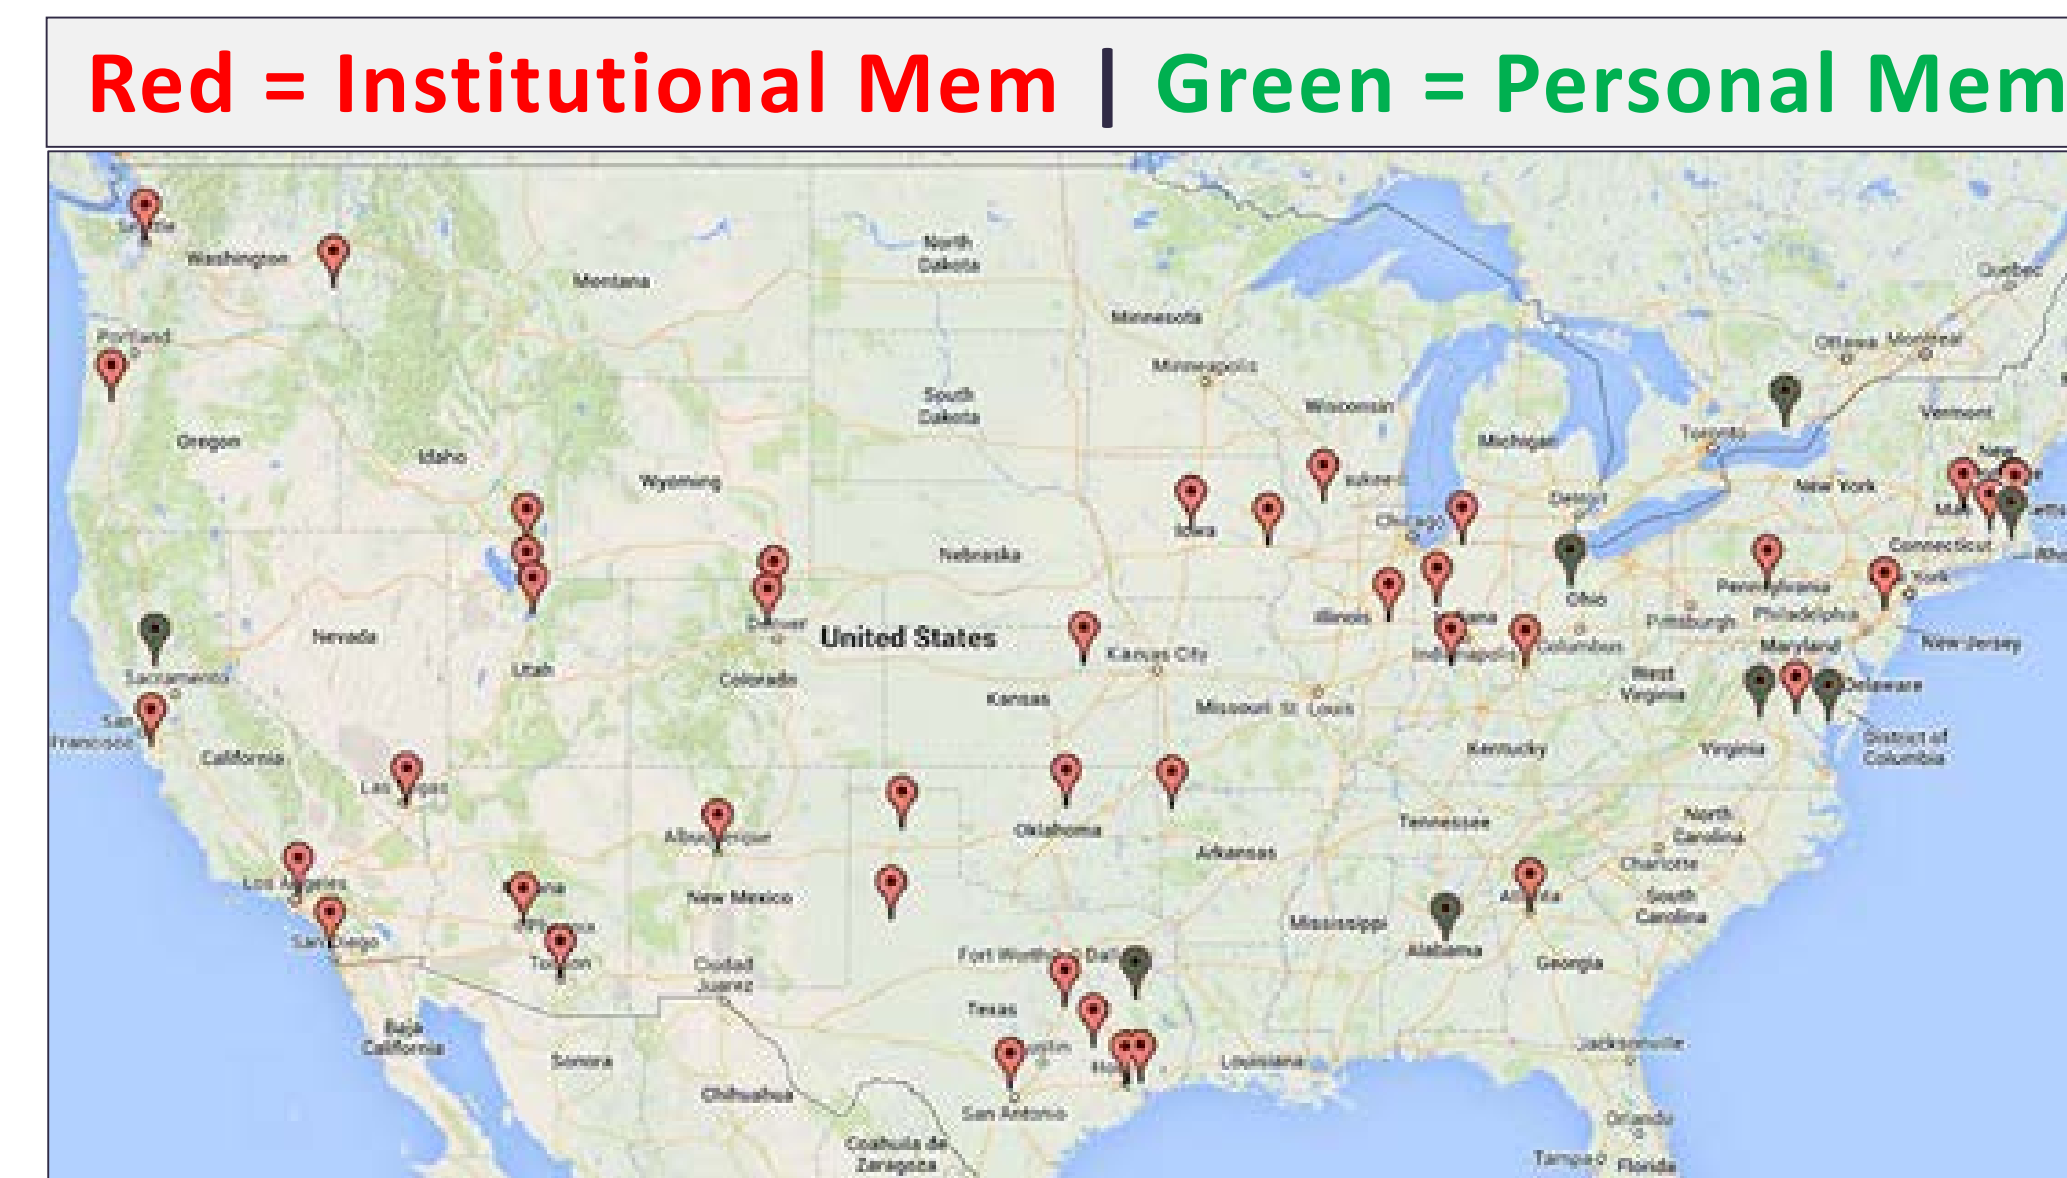 Red = Institutional Mem | Green = Personal Mem
Washington
Montana
North
Dakota
Quebec
Minnesota
Portland
Ottawa Montreal
Minneapolis
South
Dakota
Wisconsin
Vermont
Oregon
Idaho
Michigan
Toronto
New
Wyoming
New York
Detroit
Chicago
Iowa
Connecticut
Nebraska
Pennsylvania
York
Ohio
Illinois
Philadelphia
Pittsburgh
Nevada
United States
Denver
Kansas City
Columbus
Maryland
New Jersey
Utah
Sacramento
Colorado
Kansas
West
Virginia
Delaware
Missouri St. Louis
San
Francisco
California
Kentucky
Virginia
District of
Columbia
Las
Oklahoma
Tennessee
North
Carolina
Arkansas
Charlotte
Los
New Mexico
South
Carolina
Mississippi
San Diego
Alabama
Georgia
Fort Worth
Ciudad
Juarez
Texas
Baja
California
Sonora
Louisiana
Jacksonville
Chihuahua
San Antonio
Orlando
Coahuila de
Zaragoza
Tampa
Florida